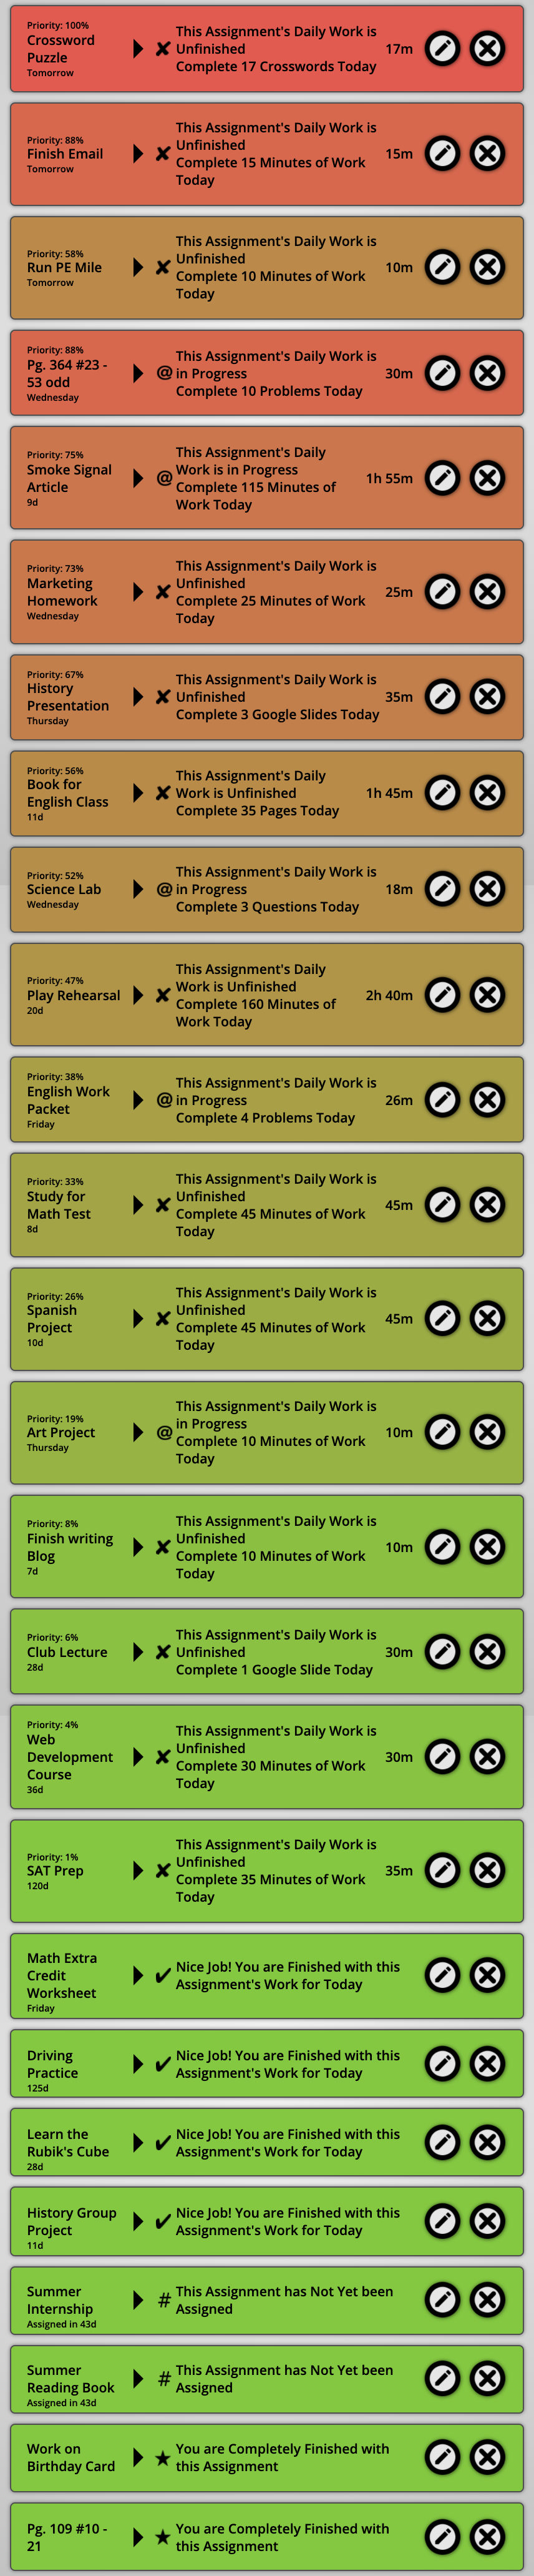 Priority: 100%
Crossword
Puzzle
Tomorrow
This Assignment's Daily Work is
Unfinished
Complete 17 Crosswords Today
17m
Priority: 88%
Finish Email
Tomorrow
This Assignment's Daily Work is
Unfinished
Complete 15 Minutes of Work
Today
15m
Priority: 58%
Run PE Mile
Tomorrow
This Assignment's Daily Work is
Unfinished
Complete 10 Minutes of Work
Today
10m
Priority: 88%
Pg. 364 #23 -
53 odd
Wednesday
@
This Assignment's Daily Work is
in Progress
Complete 10 Problems Today
30m
Priority: 75%
Smoke Signal
Article
9d
@
This Assignment's Daily
Work is in Progress
Complete 115 Minutes of
Work Today
1h 55m
Priority: 73%
Marketing
Homework
Wednesday
This Assignment's Daily Work is
Unfinished
Complete 25 Minutes of Work
Today
25m
Priority: 67%
History
Presentation
Thursday
This Assignment's Daily Work is
Unfinished
Complete 3 Google Slides Today
35m
Priority: 56%
Book for
English Class
11d
This Assignment's Daily
Work is Unfinished
Complete 35 Pages Today
1h 45m
Priority: 52%
Science Lab
Wednesday
@
This Assignment's Daily Work is
in Progress
Complete 3 Questions Today
18m
Priority: 47%
Play Rehearsal
20d
This Assignment's Daily
Work is Unfinished
Complete 160 Minutes of
Work Today
2h 40m
Priority: 38%
English Work
Packet
Friday
@
This Assignment's Daily Work is
in Progress
Complete 4 Problems Today
26m
Priority: 33%
Study for
Math Test
8d
This Assignment's Daily Work is
Unfinished
Complete 45 Minutes of Work
Today
45m
Priority: 26%
Spanish
Project
10d
This Assignment's Daily Work is
Unfinished
Complete 45 Minutes of Work
Today
45m
Priority: 19%
Art Project
Thursday
@
This Assignment's Daily Work is
in Progress
Complete 10 Minutes of Work
Today
10m
Priority: 8%
Finish writing
Blog
7d
This Assignment's Daily Work is
Unfinished
Complete 10 Minutes of Work
Today
10m
Priority: 6%
Club Lecture
28d
This Assignment's Daily Work is
Unfinished
Complete 1 Google Slide Today
30m
Priority: 4%
Web
Development
Course
36d
This Assignment's Daily Work is
Unfinished
Complete 30 Minutes of Work
Today
30m
Priority: 1%
SAT Prep
120d
This Assignment's Daily Work is
Unfinished
Complete 35 Minutes of Work
Today
35m
Math Extra
Credit
Worksheet
Friday
Nice Job! You are Finished with this
Assignment's Work for Today
Driving
Practice
125d
Nice Job! You are Finished with this
Assignment's Work for Today
Learn the
Rubik's Cube
28d
Nice Job! You are Finished with this
Assignment's Work for Today
History Group
Project
11d
Nice Job! You are Finished with this
Assignment's Work for Today
Summer
Internship
Assigned in 43d
#
This Assignment has Not Yet been
Assigned
Summer
Reading Book
Assigned in 43d
#
This Assignment has Not Yet been
Assigned
Work on
Birthday Card
You are Completely Finished with
this Assignment
Pg. 109 #10 -
21
You are Completely Finished with
this Assignment